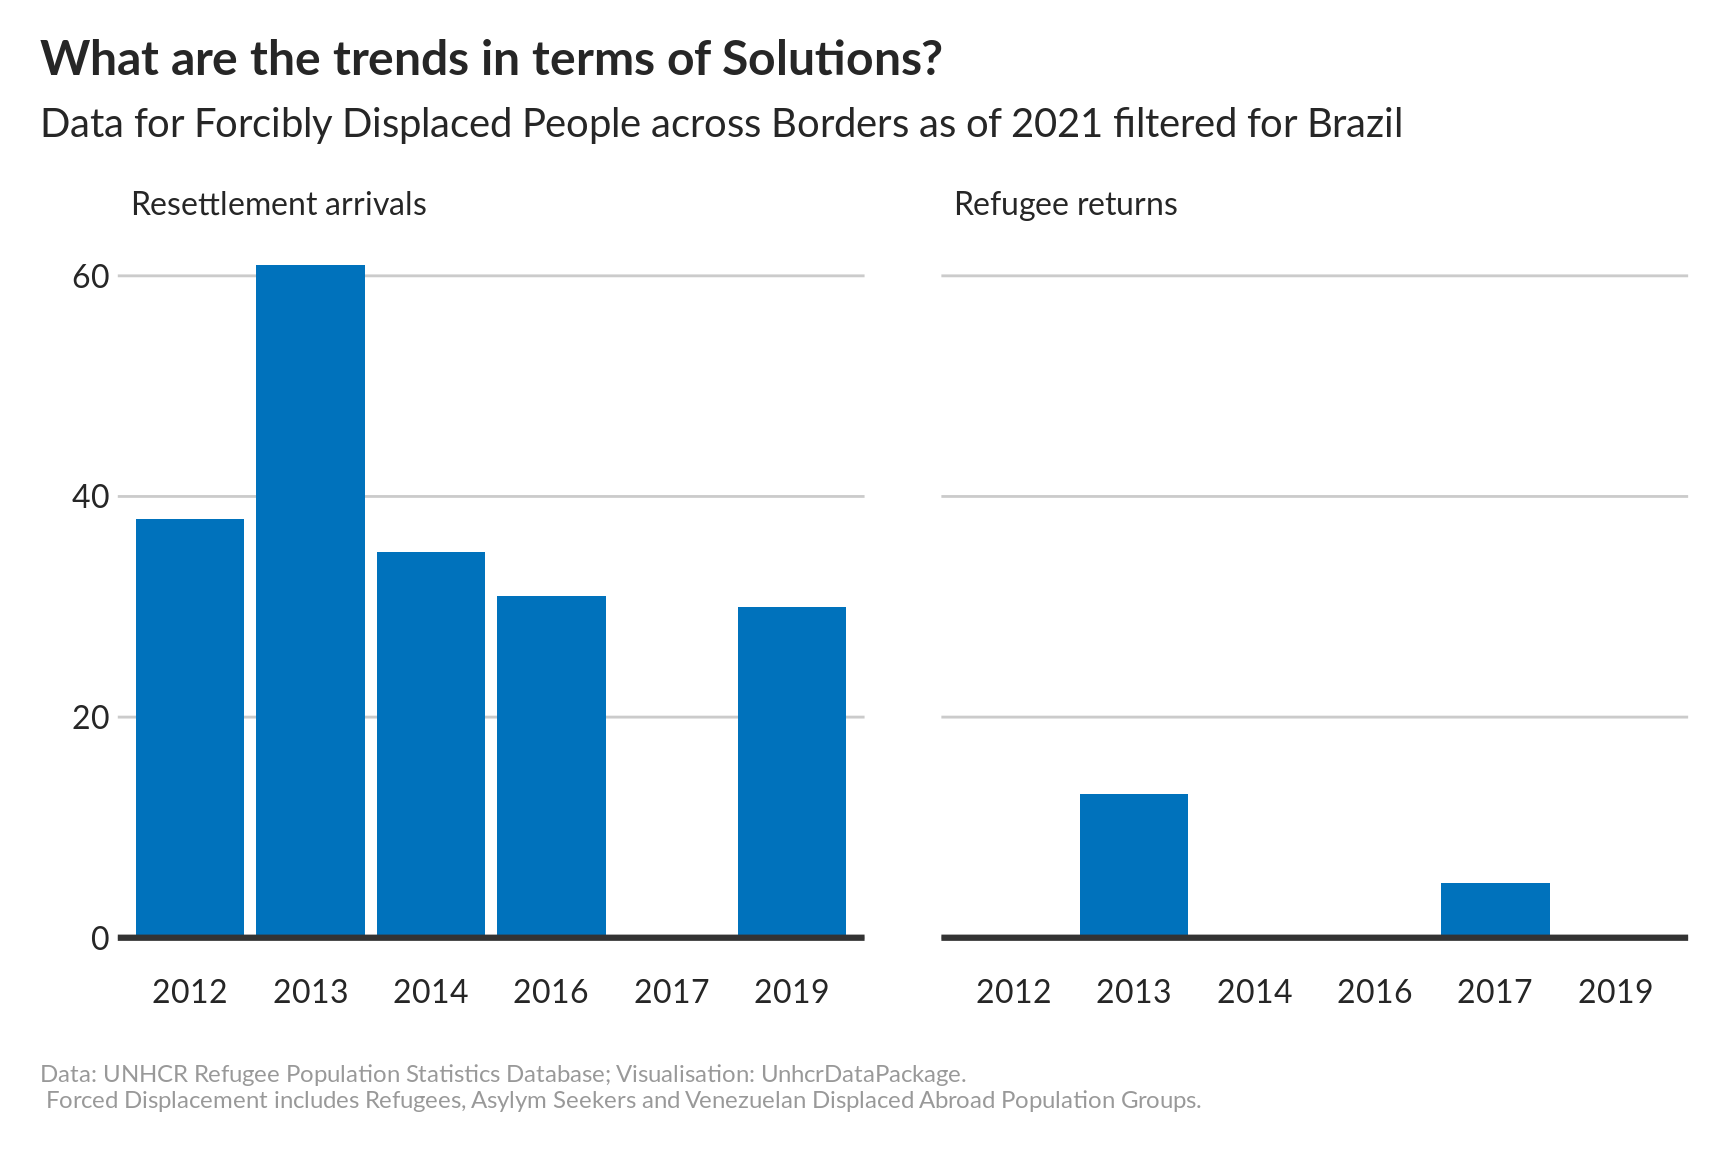 What are the trends in terms of Solutions?
Data for Forcibly Displaced People across Borders as of 2021 filtered for Brazil
Resettlement arrivals
Refugee returns
60
40
20
0
2012 2013 2014 2016 2017 2019
2012 2013 2014 2016 2017 2019
Data: UNHCR Refugee Population Statistics Database; Visualisation: UnhcrDataPackage.
Forced Displacement includes Refugees, Asylym Seekers and Venezuelan Displaced Abroad Population Groups.